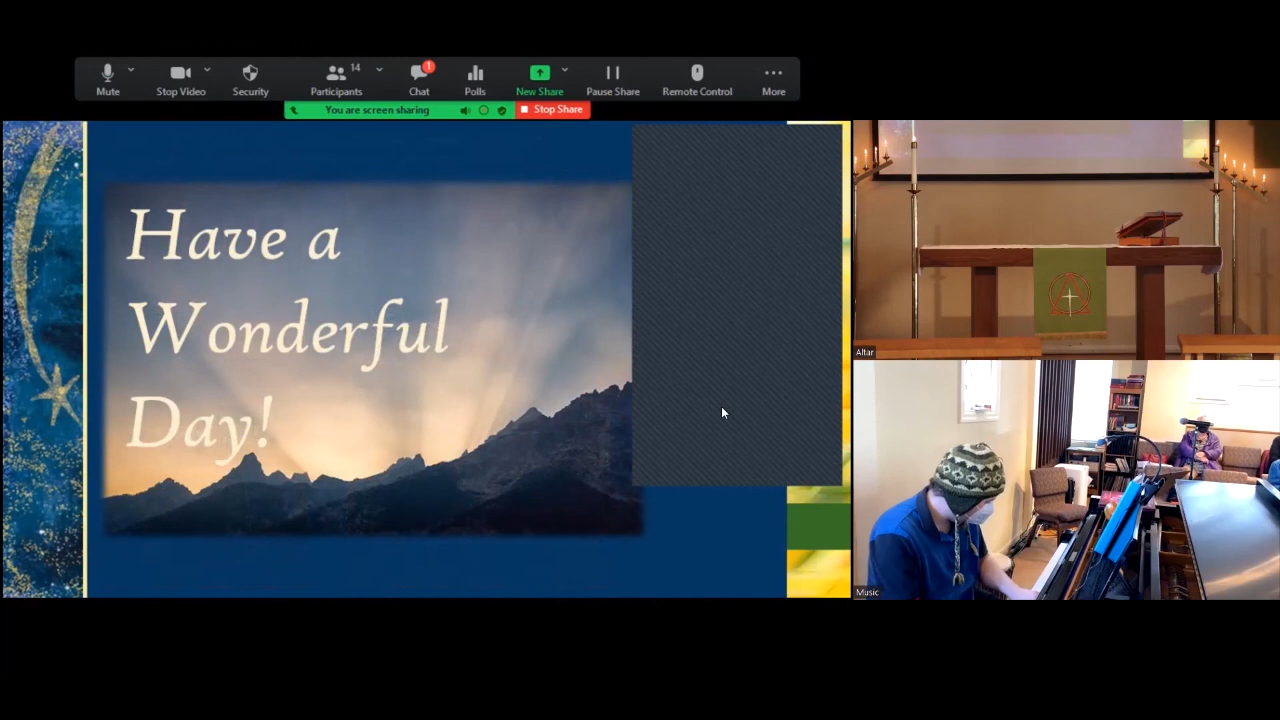 14
1
Mute
Stop Video
Security
Participants
Chat
Polls
New Share
Pause Share
Remote Control
More
You are screen sharing
Stop Share
Have a
Wonderful
Day!
Altar
Music